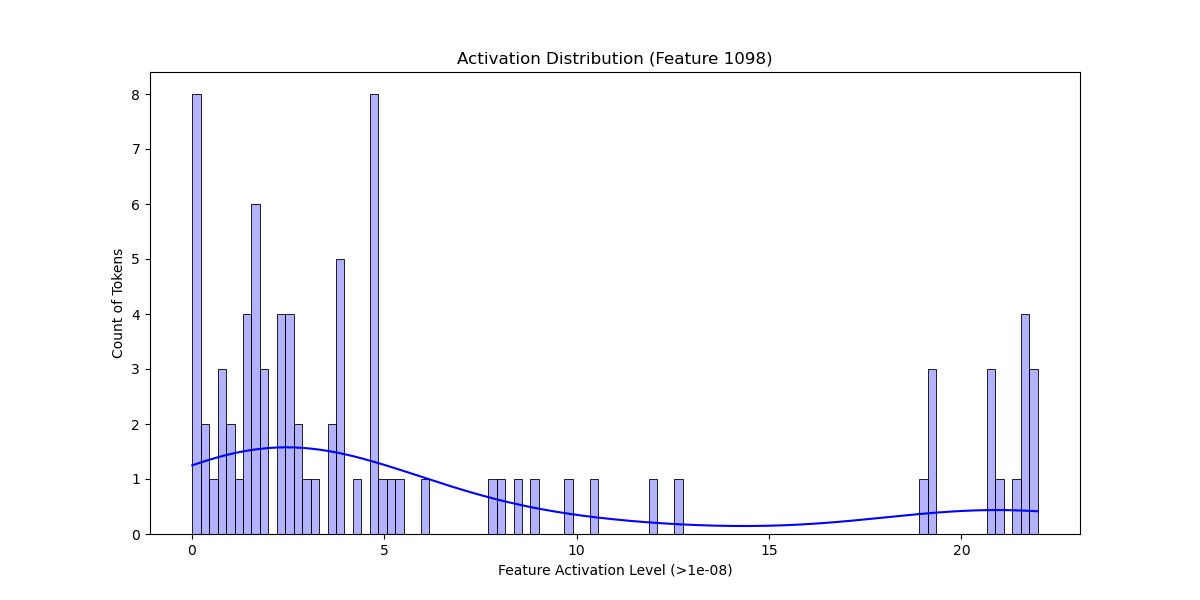 Activation Distribution (Feature 1098)
8
7
6
5
4
3
2
1
0
Count of Tokens
0 5 10 15 20
Feature Activation Level (>1e-08)